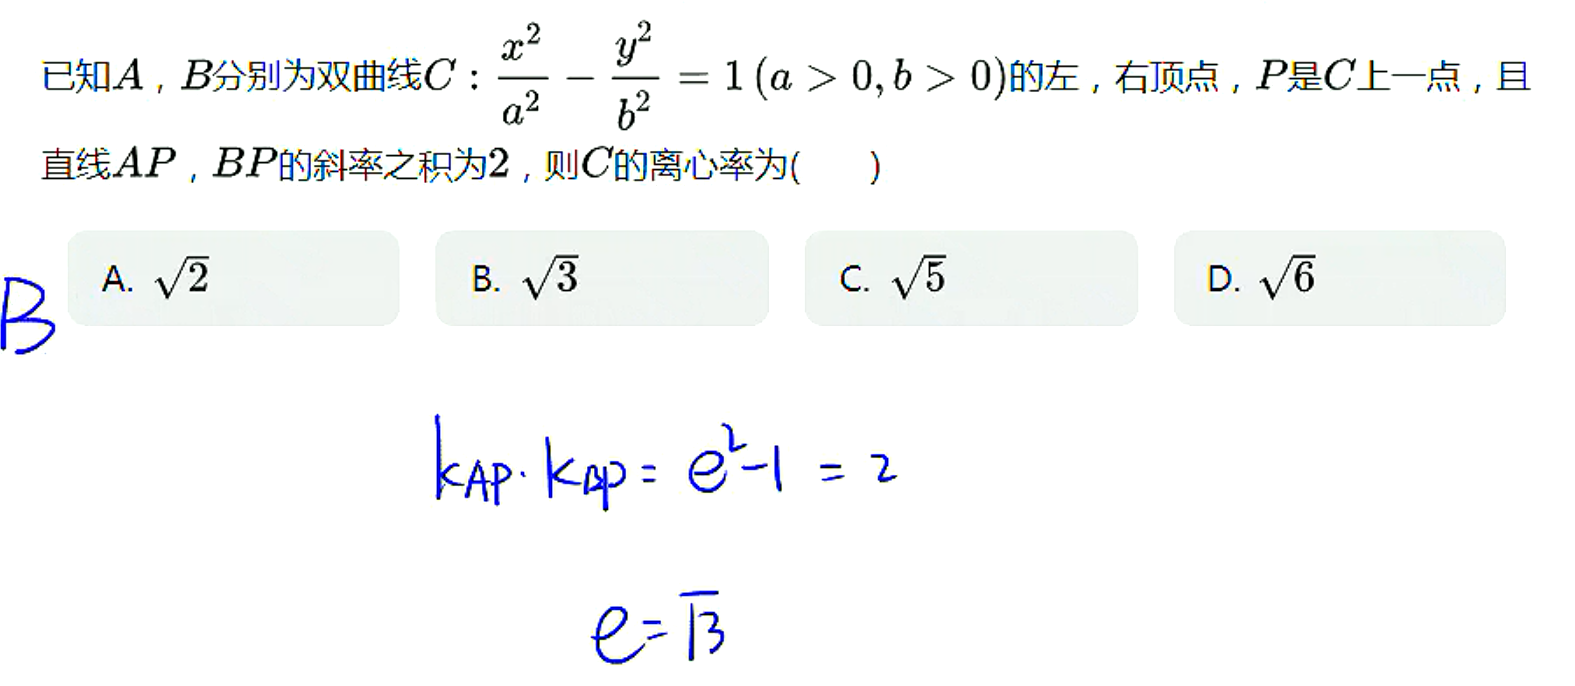 已知A，B分别为双曲线C：x²/a² − y²/b² = 1 (a > 0, b > 0)的左，右顶点，P是C上一点，且
直线AP，BP的斜率之积为2，则C的离心率为(　　)
A. √2　B. √3　C. √5　D. √6
B
k_AP · k_BP = e² − 1 = 2
e = √3